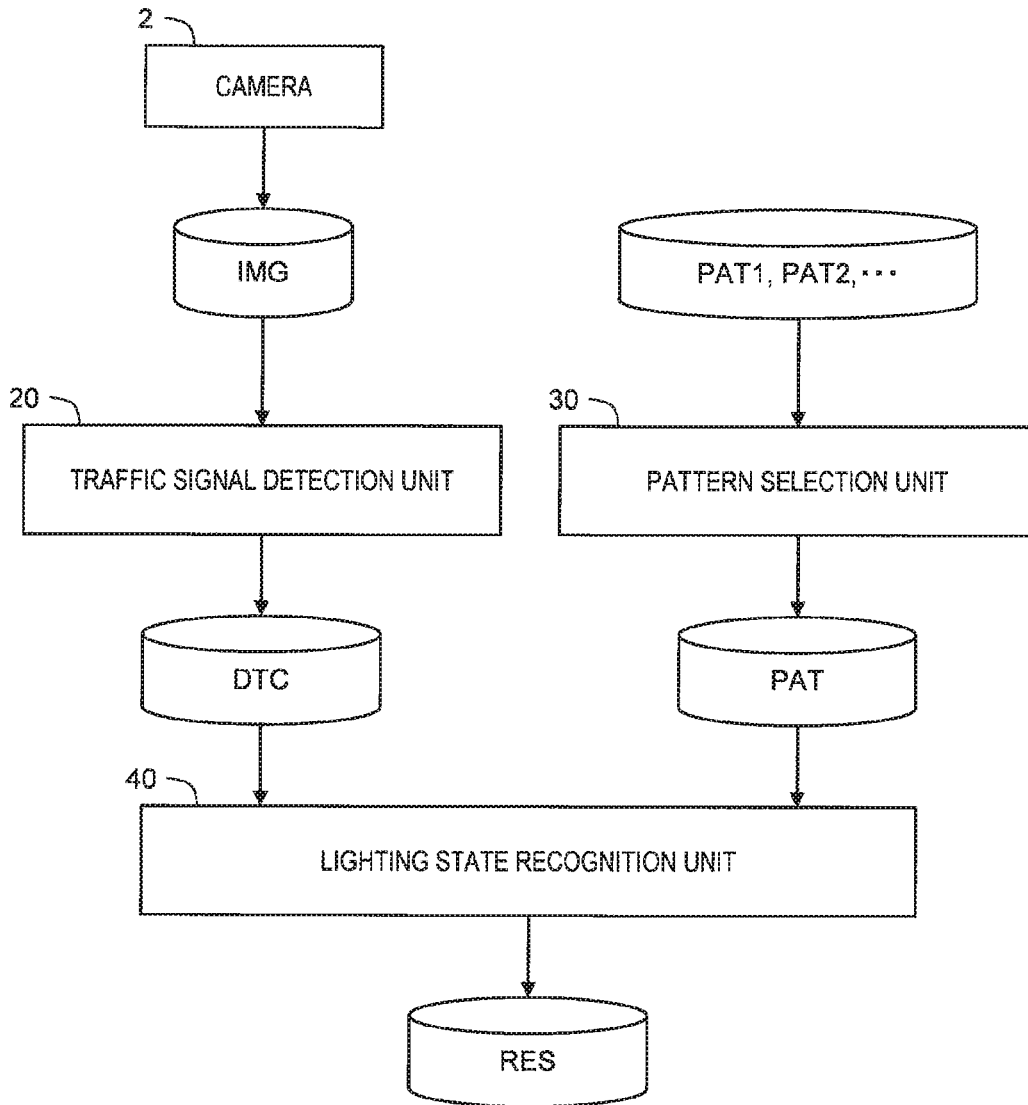 2
CAMERA
IMG
PAT1, PAT2, ···
20
30
TRAFFIC SIGNAL DETECTION UNIT
PATTERN SELECTION UNIT
DTC
PAT
40
LIGHTING STATE RECOGNITION UNIT
RES